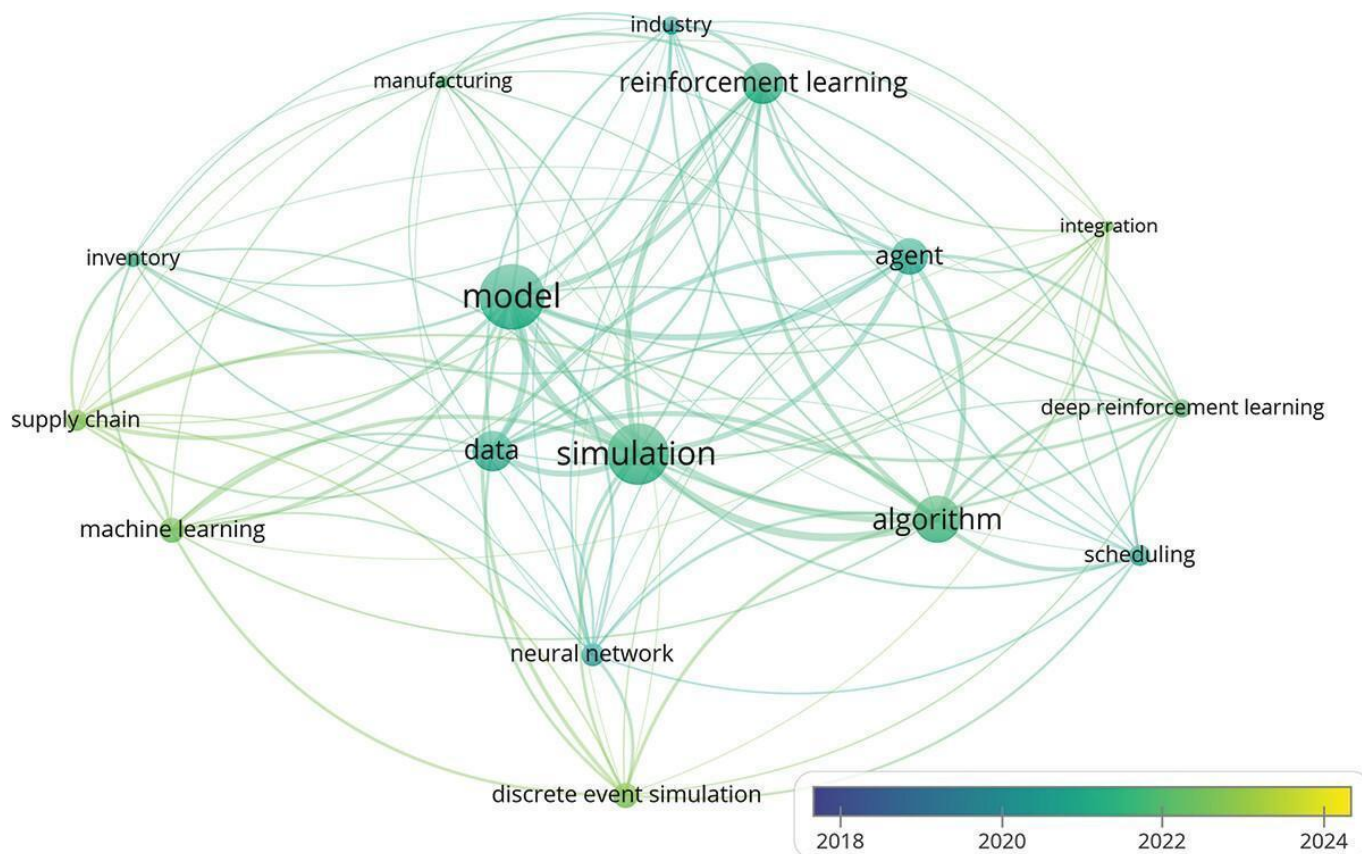 industry
manufacturing
reinforcement learning
integration
inventory
agent
model
deep reinforcement learning
supply chain
data
simulation
algorithm
machine learning
scheduling
neural network
discrete event simulation
2018 2020 2022 2024